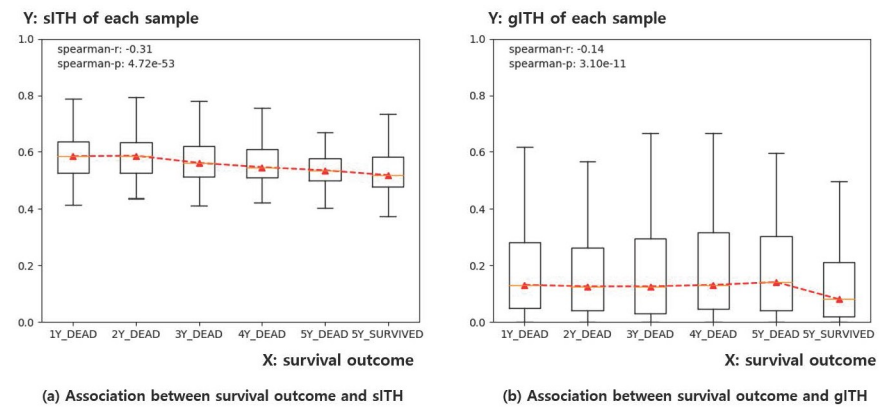 Y: sITH of each sample
1.0
spearman-r: -0.31
spearman-p: 4.72e-53
0.8
0.6
0.4
0.2
0.0
1Y_DEAD 2Y_DEAD 3Y_DEAD 4Y_DEAD 5Y_DEAD 5Y_SURVIVED
X: survival outcome
(a) Association between survival outcome and sITH
Y: gITH of each sample
1.0
spearman-r: -0.14
spearman-p: 3.10e-11
0.8
0.6
0.4
0.2
0.0
1Y_DEAD 2Y_DEAD 3Y_DEAD 4Y_DEAD 5Y_DEAD 5Y_SURVIVED
X: survival outcome
(b) Association between survival outcome and gITH